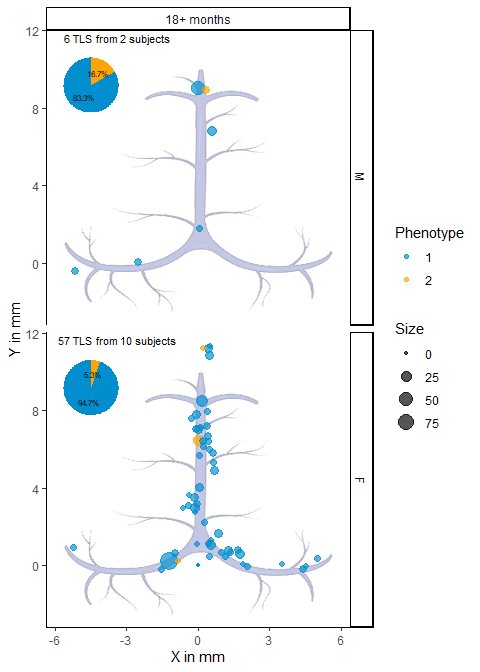 18+ months
12
6 TLS from 2 subjects
16.7%
83.3%
8
4
0
M
12
57 TLS from 10 subjects
5.3%
94.7%
8
4
0
F
Y in mm
-6
-3
0
3
6
X in mm
Phenotype
1
2
Size
0
25
50
75